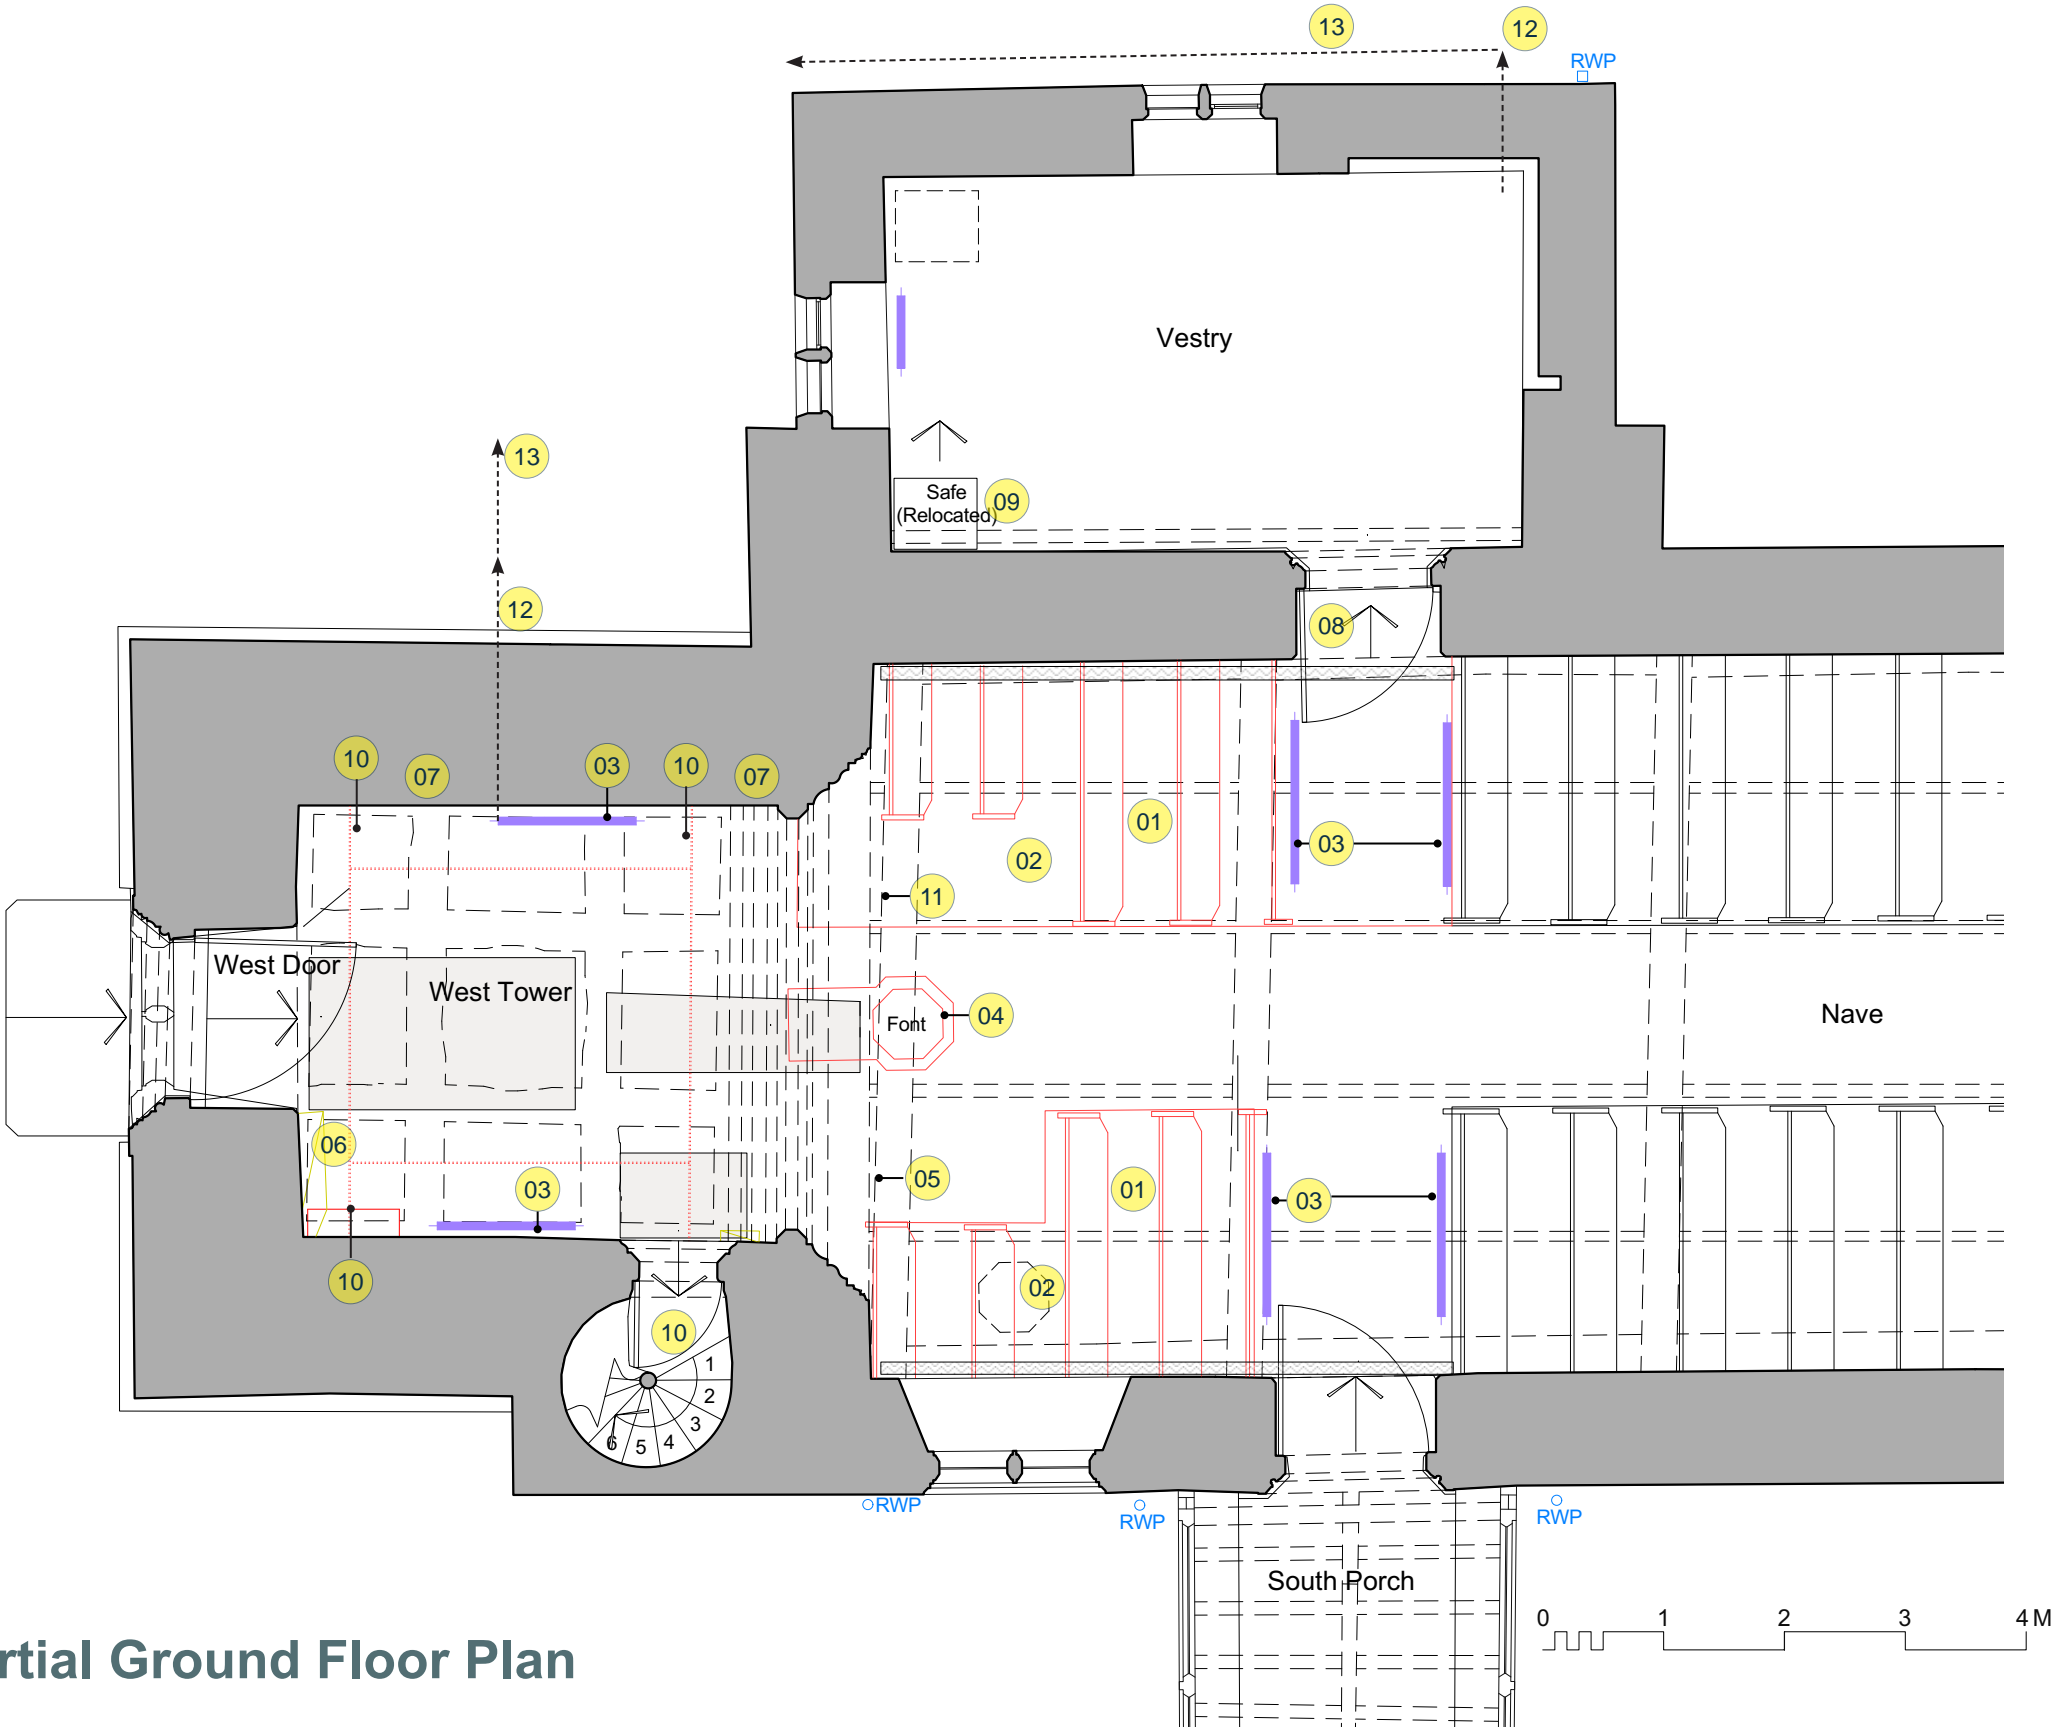 13
12
RWP
Vestry
13
Safe
(Relocated)
09
12
08
10
07
03
10
07
01
03
02
11
West Door
West Tower
Font
04
Nave
06
03
05
01
03
10
02
10
1
2
3
4
5
6
RWP
RWP
RWP
South Porch
0 1 2 3 4 M
rtial Ground Floor Plan